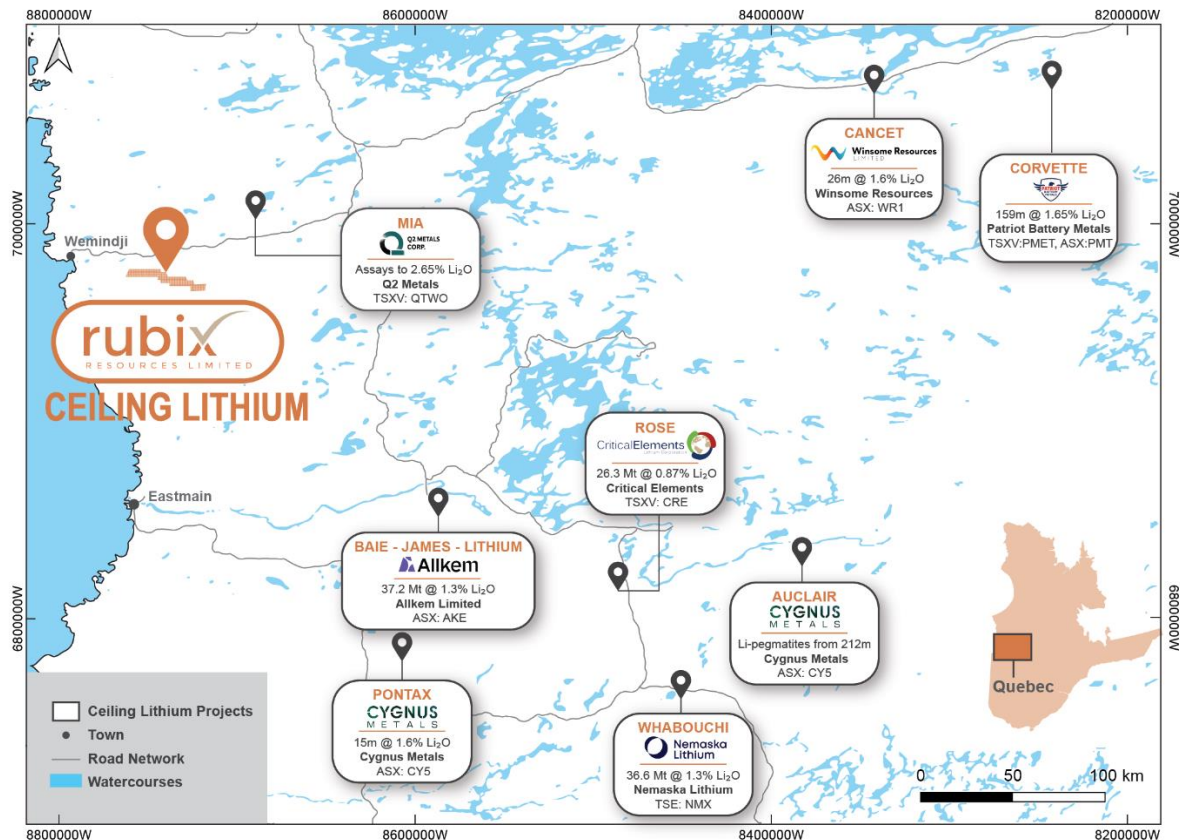 8800000W
8600000W
8400000W
8200000W
CANCET
Winsome Resources
LIMITED
26m @ 1.6% Li₂O
Winsome Resources
ASX: WR1
CORVETTE
PATRIOT
159m @ 1.65% Li₂O
Patriot Battery Metals
TSXV:PMET, ASX:PMT
7000000W
7000000W
Wemindji
MIA
Q2 METALS
CORP.
Assays to 2.65% Li₂O
Q2 Metals
TSXV: QTWO
rubix
RESOURCES LIMITED
CEILING LITHIUM
ROSE
CriticalElements
26.3 Mt @ 0.87% Li₂O
Critical Elements
TSXV: CRE
Eastmain
BAIE - JAMES - LITHIUM
Allkem
37.2 Mt @ 1.3% Li₂O
Allkem Limited
ASX: AKE
AUCLAIR
CYGNUS
METALS
Li-pegmatites from 212m
Cygnus Metals
ASX: CY5
6800000W
6800000W
PONTAX
CYGNUS
METALS
15m @ 1.6% Li₂O
Cygnus Metals
ASX: CY5
WHABOUCHI
Nemaska
Lithium
36.6 Mt @ 1.3% Li₂O
Nemaska Lithium
TSE: NMX
Quebec
Ceiling Lithium Projects
Town
Road Network
Watercourses
0 50 100 km
8800000W
8600000W
8400000W
8200000W